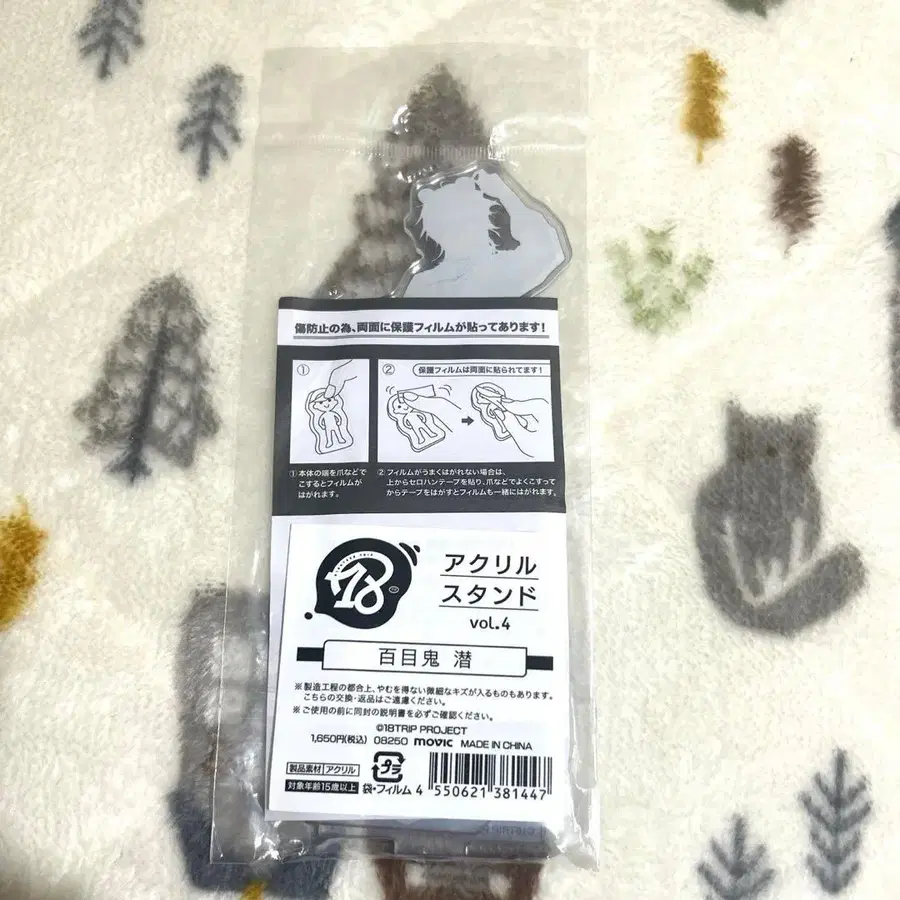 傷防止の為、両面に保護フィルムが貼ってあります!
①
②
保護フィルムは両面に貼られてます!
①本体の端を爪などで
こするとフィルムが
はがれます。
②フィルムがうまくはがれない場合は、
上からセロハンテープを貼り、爪などでよくこすって
からテープをはがすとフィルムも一緒にはがれます。
18
アクリル
スタンド
vol.4
百目鬼 潜
※製造工程の都合上、やむを得ない微細なキズが入るものもあります。
こちらの交換・返品はご遠慮ください。
※ご使用の前に同封の説明書を必ずご確認ください。
©18TRIP PROJECT
1,650円(税込) 08250 movic MADE IN CHINA
製品素材 アクリル
対象年齢15歳以上
プラ
袋・フィルム
4 550621 381447